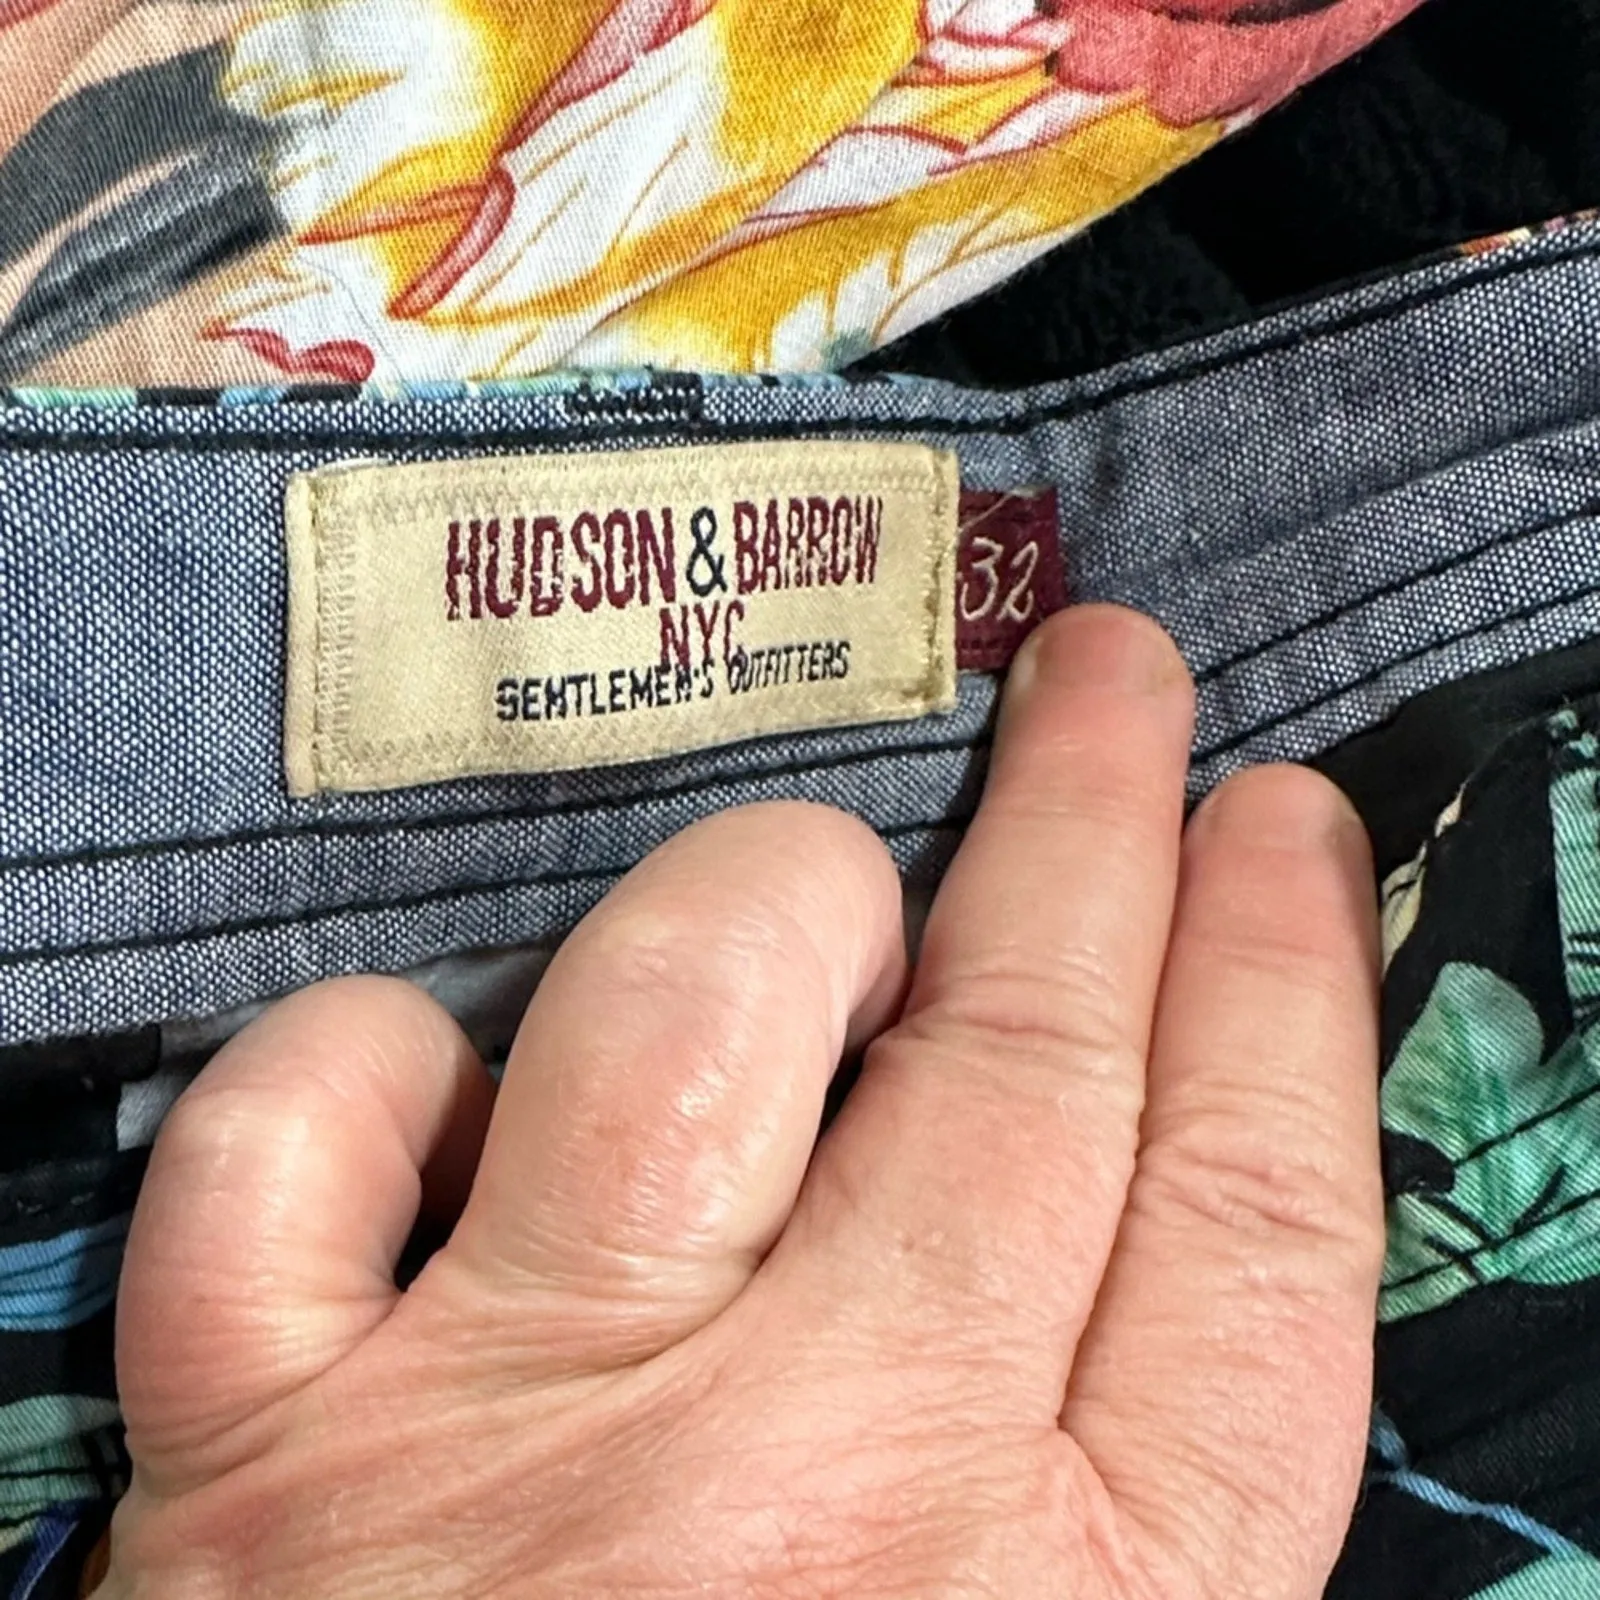 HUDSON & BARROW
NYC
GENTLEMEN'S OUTFITTERS
32